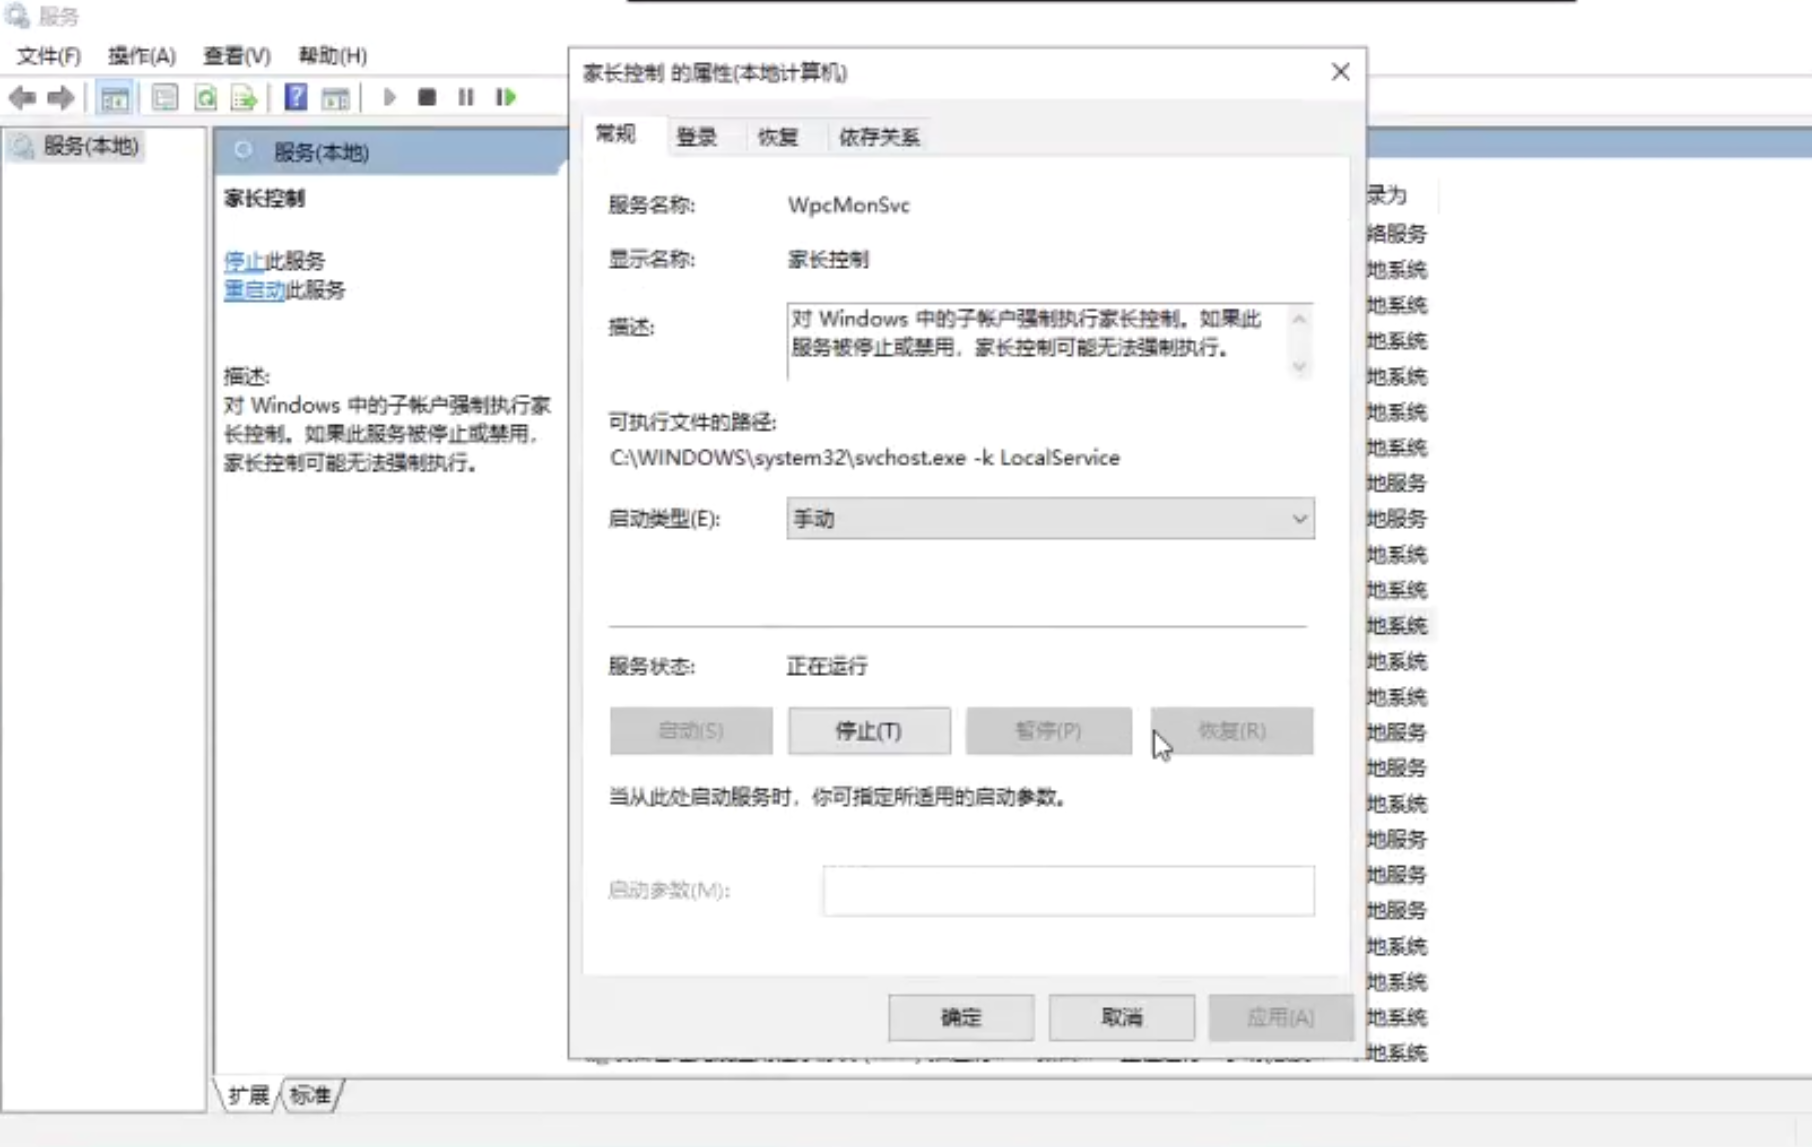 服务
文件(F) 操作(A) 查看(V) 帮助(H)
服务(本地)
服务(本地)
家长控制
停止此服务
重启动此服务
描述:
对 Windows 中的子帐户强制执行家
长控制。如果此服务被停止或禁用，
家长控制可能无法强制执行。
家长控制 的属性(本地计算机)
常规 登录 恢复 依存关系
服务名称: WpcMonSvc
显示名称: 家长控制
描述: 对 Windows 中的子帐户强制执行家长控制。如果此
服务被停止或禁用，家长控制可能无法强制执行。
可执行文件的路径:
C:\WINDOWS\system32\svchost.exe -k LocalService
启动类型(E): 手动
服务状态: 正在运行
启动(S) 停止(T) 暂停(P) 恢复(R)
当从此处启动服务时，你可指定所适用的启动参数。
启动参数(M):
确定 取消 应用(A)
录为
络服务
地系统
地系统
地系统
地系统
地系统
地系统
地服务
地服务
地系统
地系统
地系统
地系统
地系统
地服务
地服务
地系统
地服务
地服务
地服务
地系统
地系统
地系统
地系统
扩展 标准